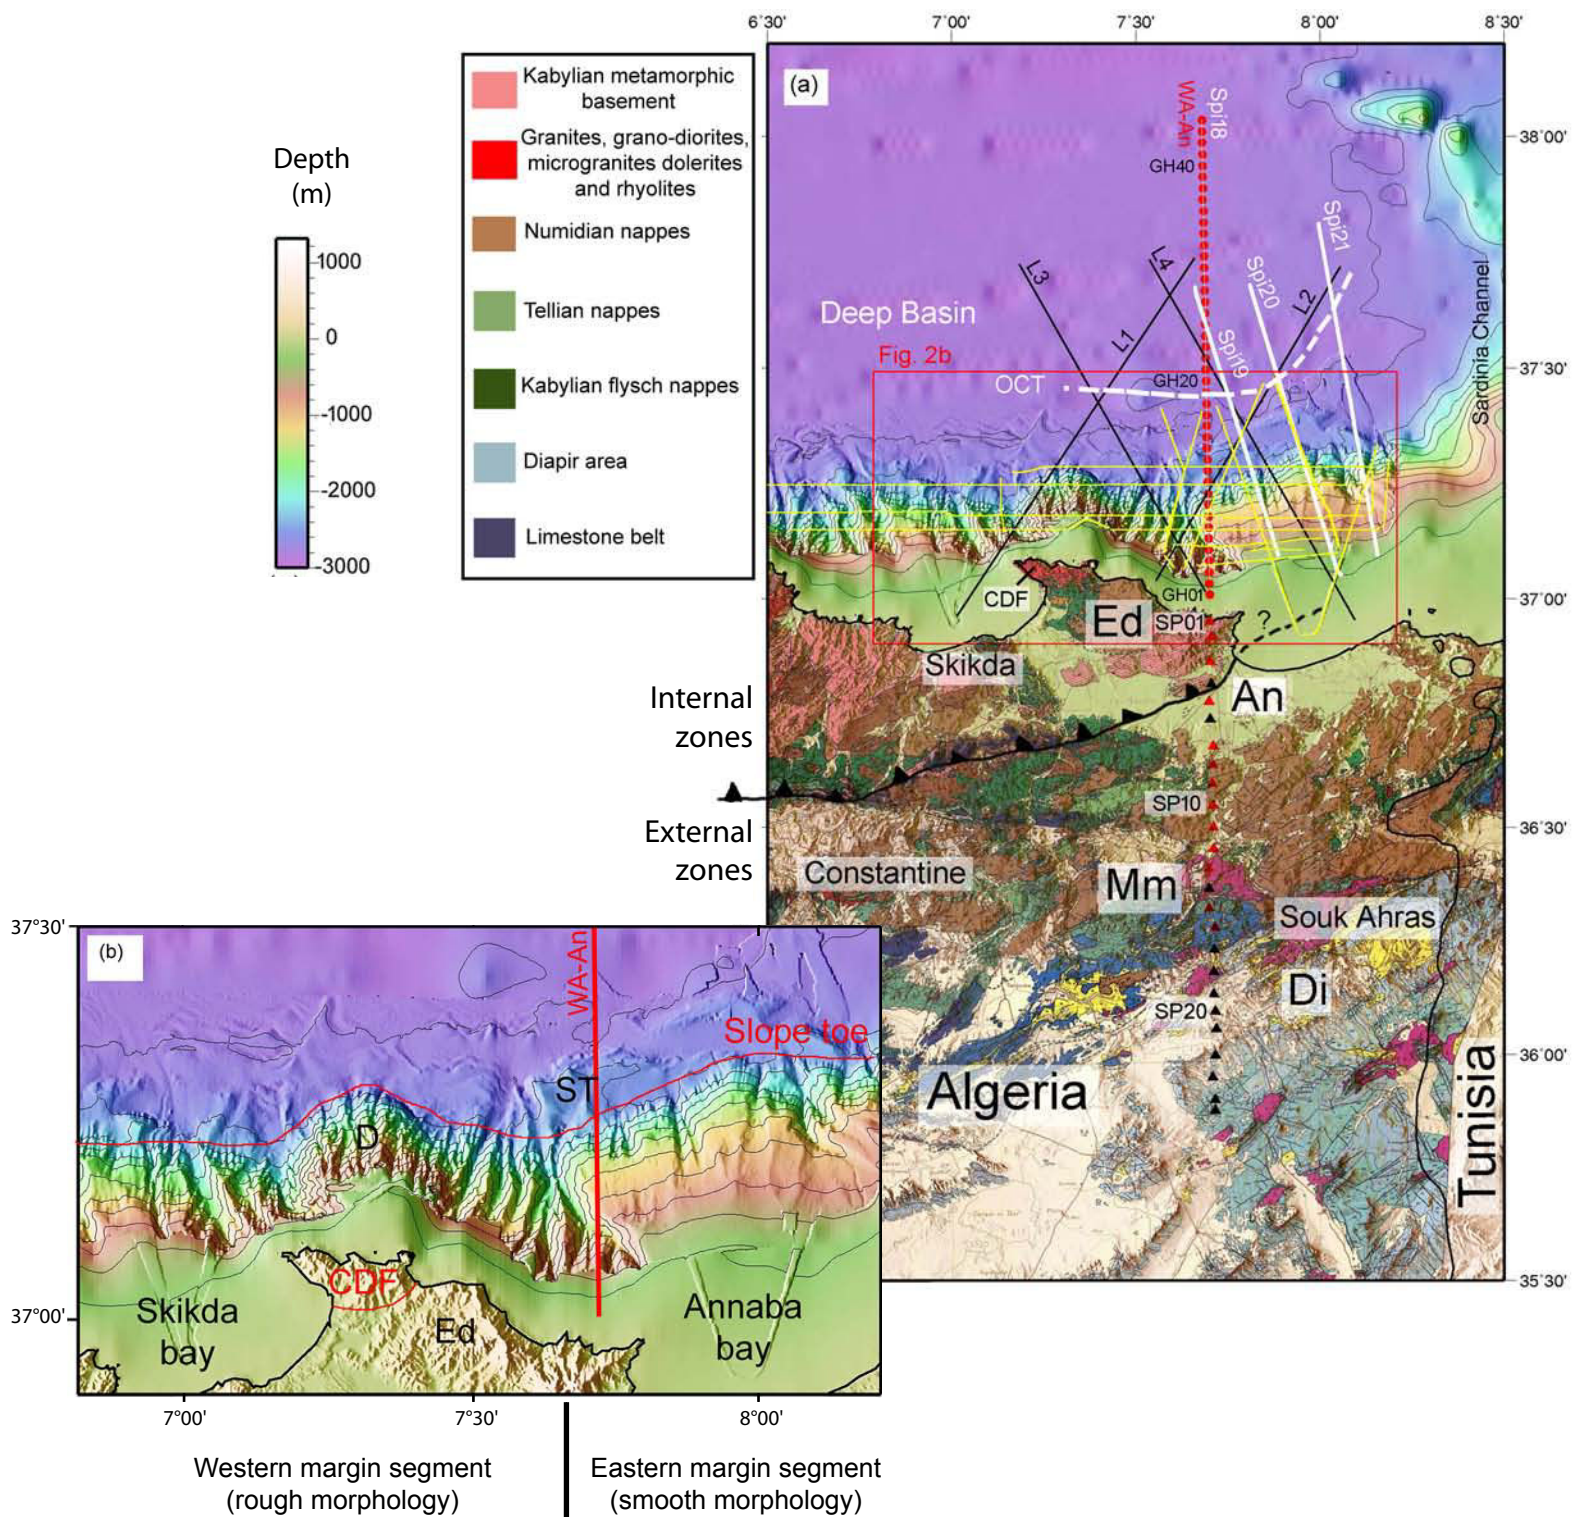 6˚30'
7˚00'
7˚30'
8˚00'
8˚30'
Kabylian metamorphic
basement
Granites, grano-diorites,
microgranites dolerites
and rhyolites
Numidian nappes
Tellian nappes
Kabylian flysch nappes
Diapir area
Limestone belt
Depth
(m)
1000
0
-1000
-2000
-3000
(a)
WA-An
Spi18
GH40
38˚00'
Spi21
L3
L4
Spi20
L2
Sardinia Channel
Deep Basin
L1
Spi19
Fig. 2b
37˚30'
OCT
GH20
CDF
GH01
37˚00'
Ed
SP01
?
Skikda
An
Internal
zones
SP10
36˚30'
External
zones
Constantine
Mm
Souk Ahras
Di
SP20
36˚00'
Algeria
Tunisia
35˚30'
37°30'
(b)
WA-An
Slope toe
ST
D
CDF
Skikda
bay
Ed
Annaba
bay
37°00'
7°00'
7°30'
8°00'
Western margin segment
(rough morphology)
Eastern margin segment
(smooth morphology)